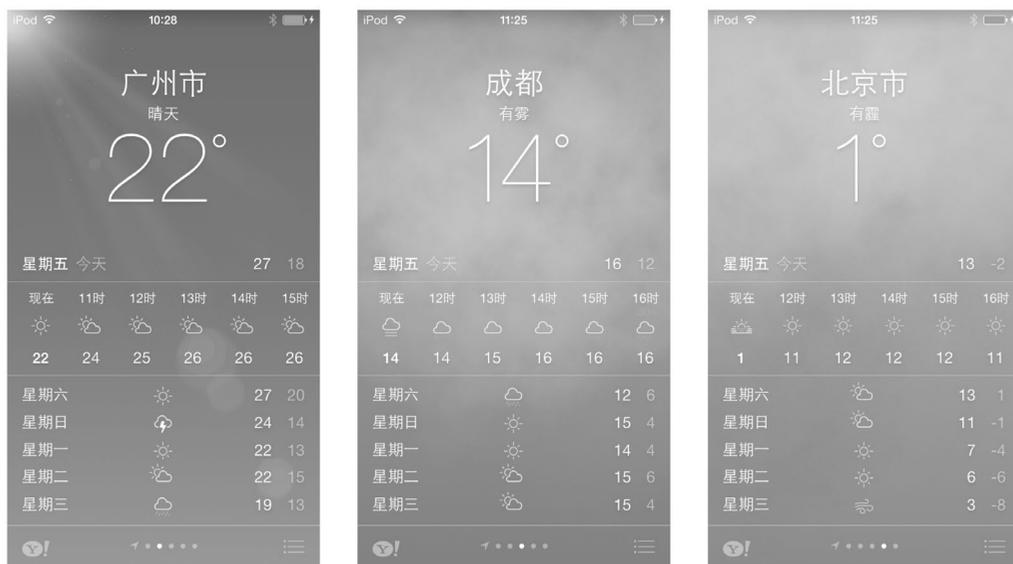 iPod 10:28
广州市
晴天
22°
星期五 今天 27 18
现在 11时 12时 13时 14时 15时
22 24 25 26 26 26
星期六 27 20
星期日 24 14
星期一 22 13
星期二 22 15
星期三 19 13
Y!
iPod 11:25
成都
有雾
14°
星期五 今天 16 12
现在 12时 13时 14时 15时 16时
14 14 15 16 16 16
星期六 12 6
星期日 15 4
星期一 14 4
星期二 15 6
星期三 15 4
Y!
iPod 11:25
北京市
有霾
1°
星期五 今天 13 -2
现在 12时 13时 14时 15时 16时
1 11 12 12 12 11
星期六 13 1
星期日 11 -1
星期一 7 -4
星期二 6 -6
星期三 3 -8
Y!